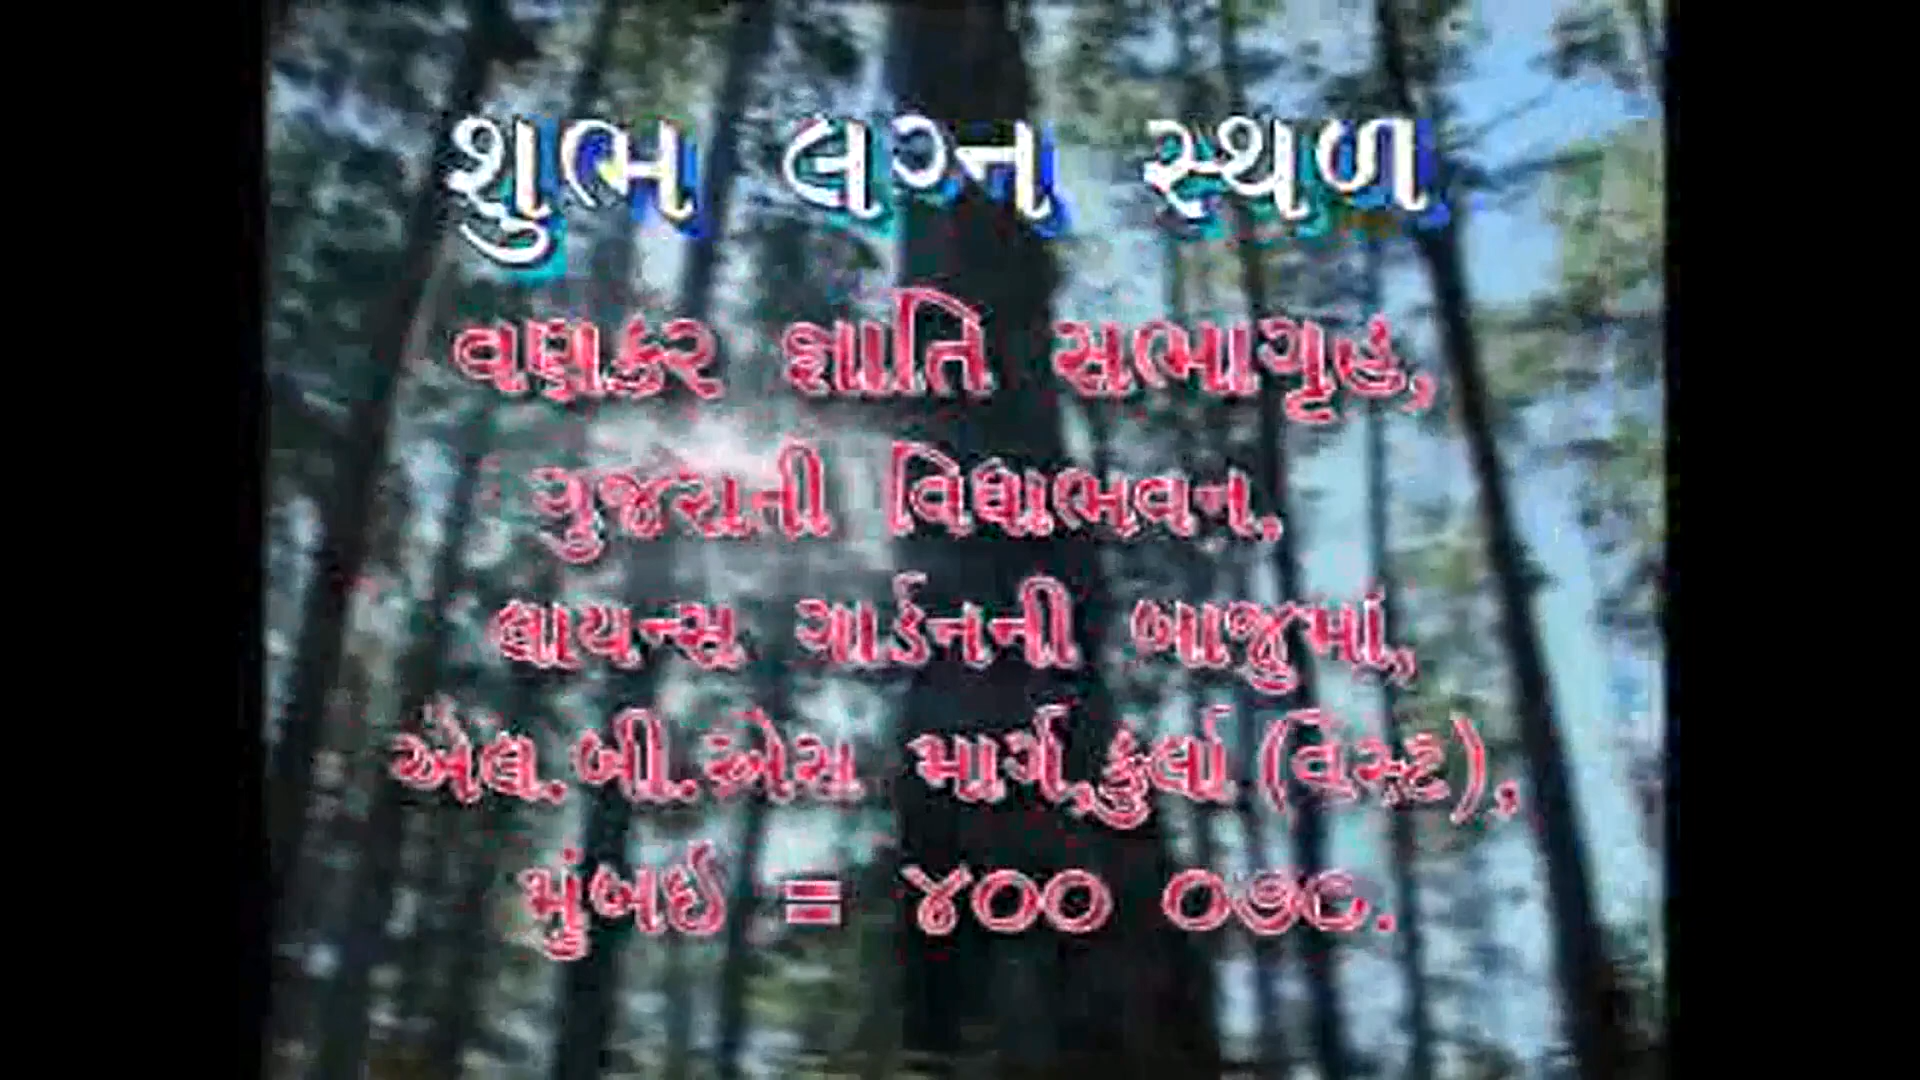 શુભ લગ્ન સ્થળ
વણકર જ્ઞાતિ સભાગૃહ,
ગુજરાતી વિદ્યાભવન,
લાયન્સ ગાર્ડનની બાજુમાં,
એલ.બી.એસ માર્ગ,કુર્લા (વેસ્ટ),
મુંબઈ = ૪૦૦ ૦૭૦.